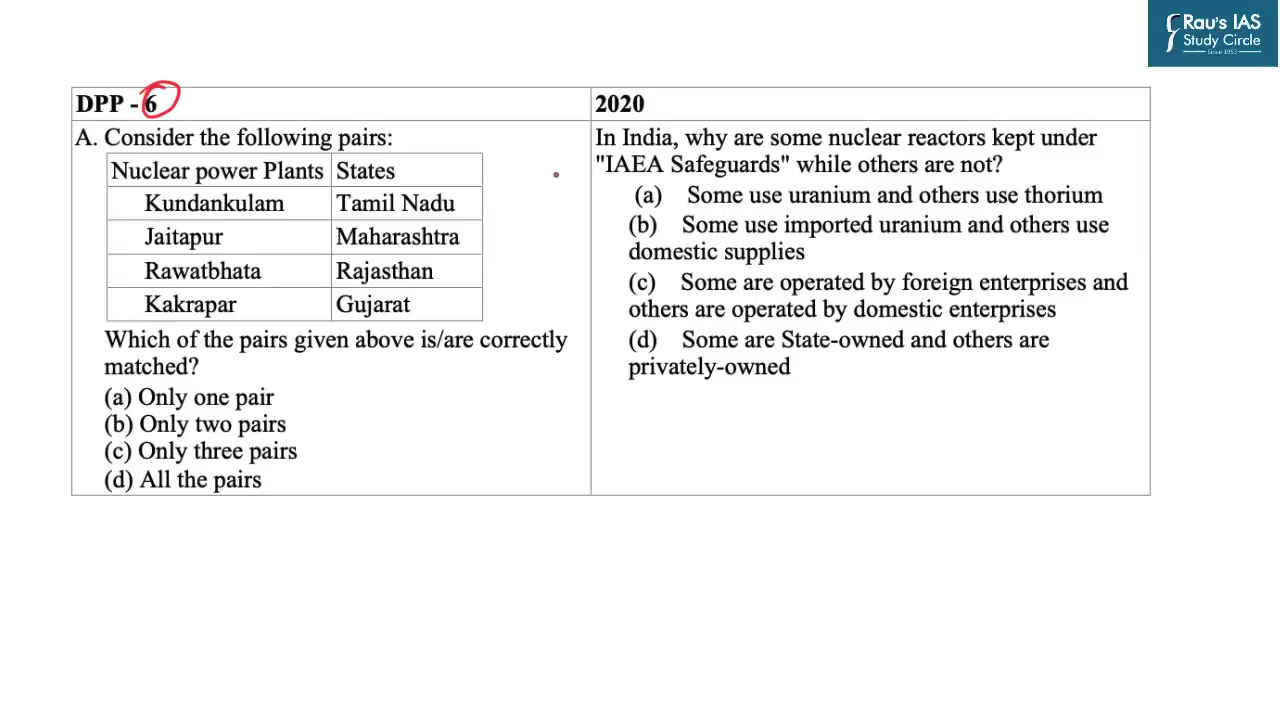 Rau's IAS
Study Circle
Since 1953
DPP - 6
A. Consider the following pairs:
Nuclear power Plants States
Kundankulam Tamil Nadu
Jaitapur Maharashtra
Rawatbhata Rajasthan
Kakrapar Gujarat
Which of the pairs given above is/are correctly
matched?
(a) Only one pair
(b) Only two pairs
(c) Only three pairs
(d) All the pairs
2020
In India, why are some nuclear reactors kept under
"IAEA Safeguards" while others are not?
(a) Some use uranium and others use thorium
(b) Some use imported uranium and others use
domestic supplies
(c) Some are operated by foreign enterprises and
others are operated by domestic enterprises
(d) Some are State-owned and others are
privately-owned